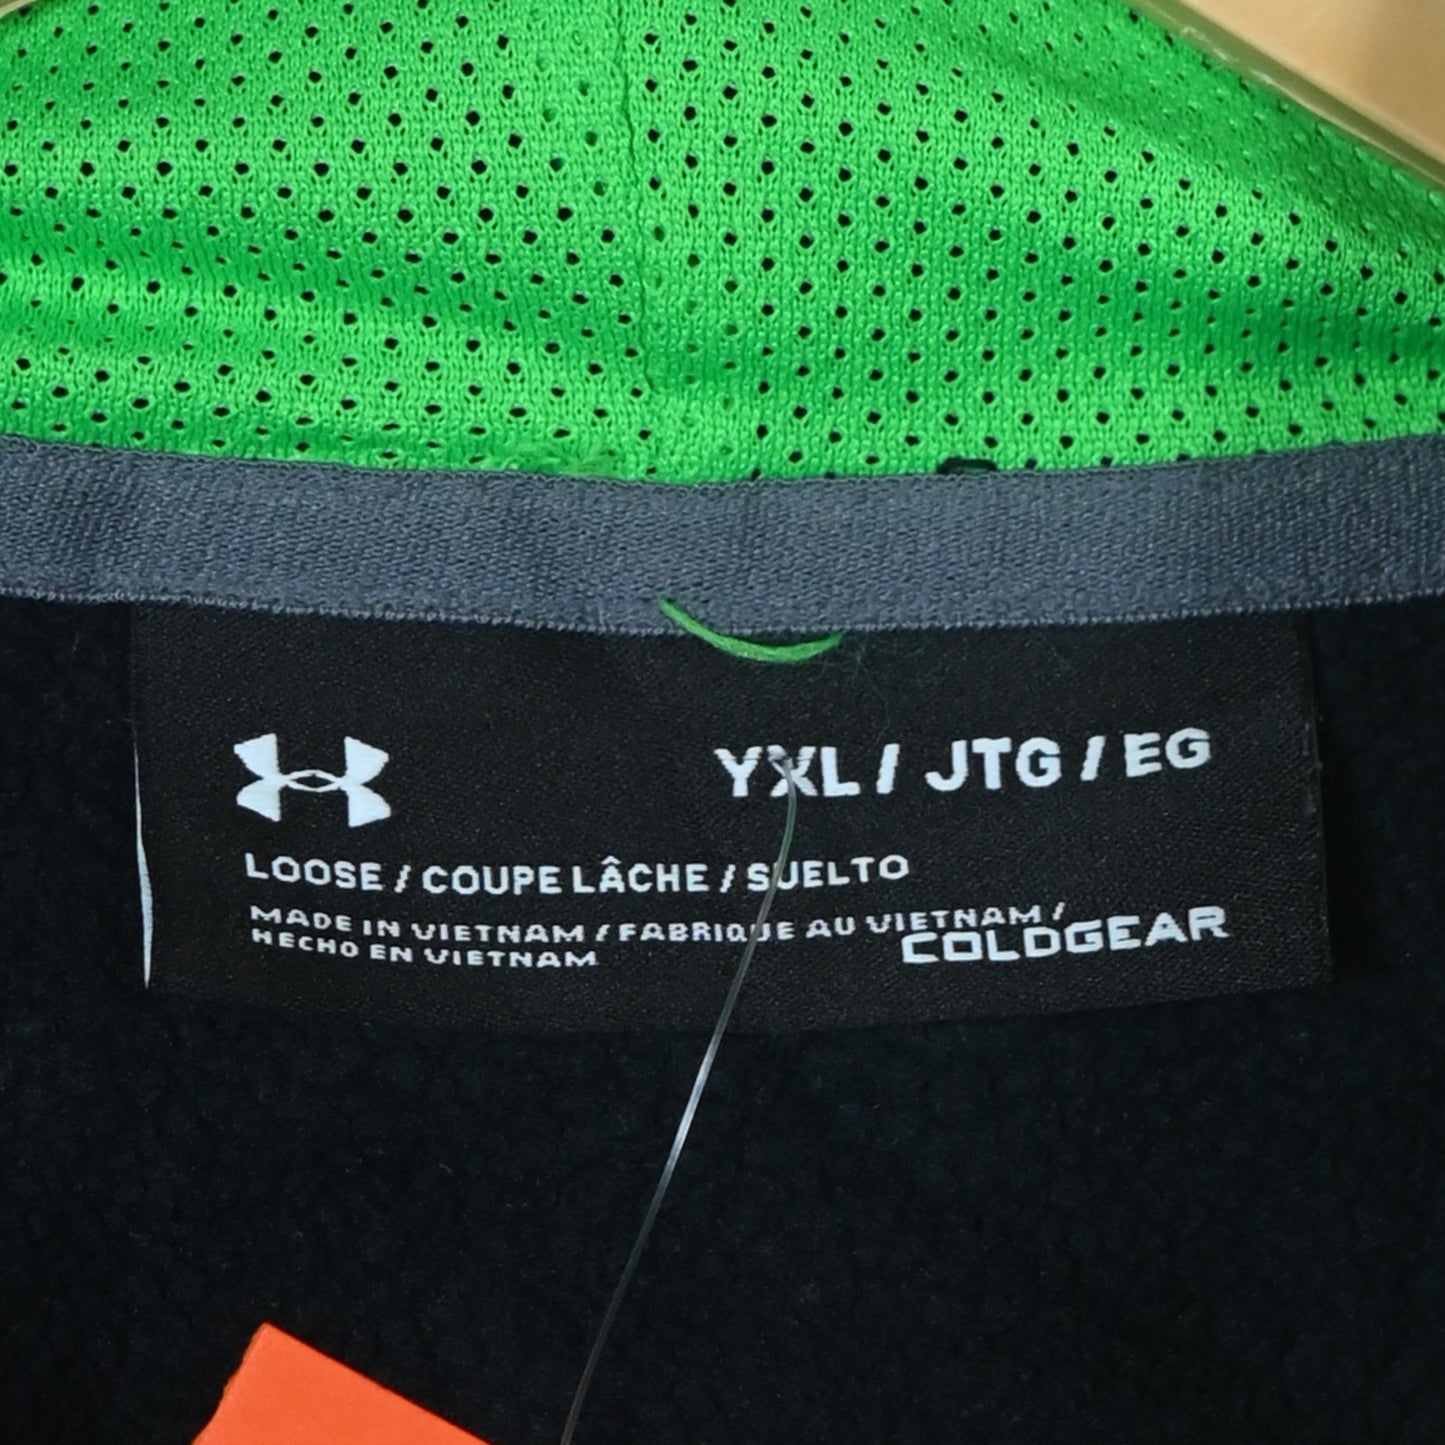 YXL / JTG / EG
LOOSE / COUPE LÂCHE / SUELTO
MADE IN VIETNAM / FABRIQUE AU VIETNAM /
HECHO EN VIETNAM
COLDGEAR